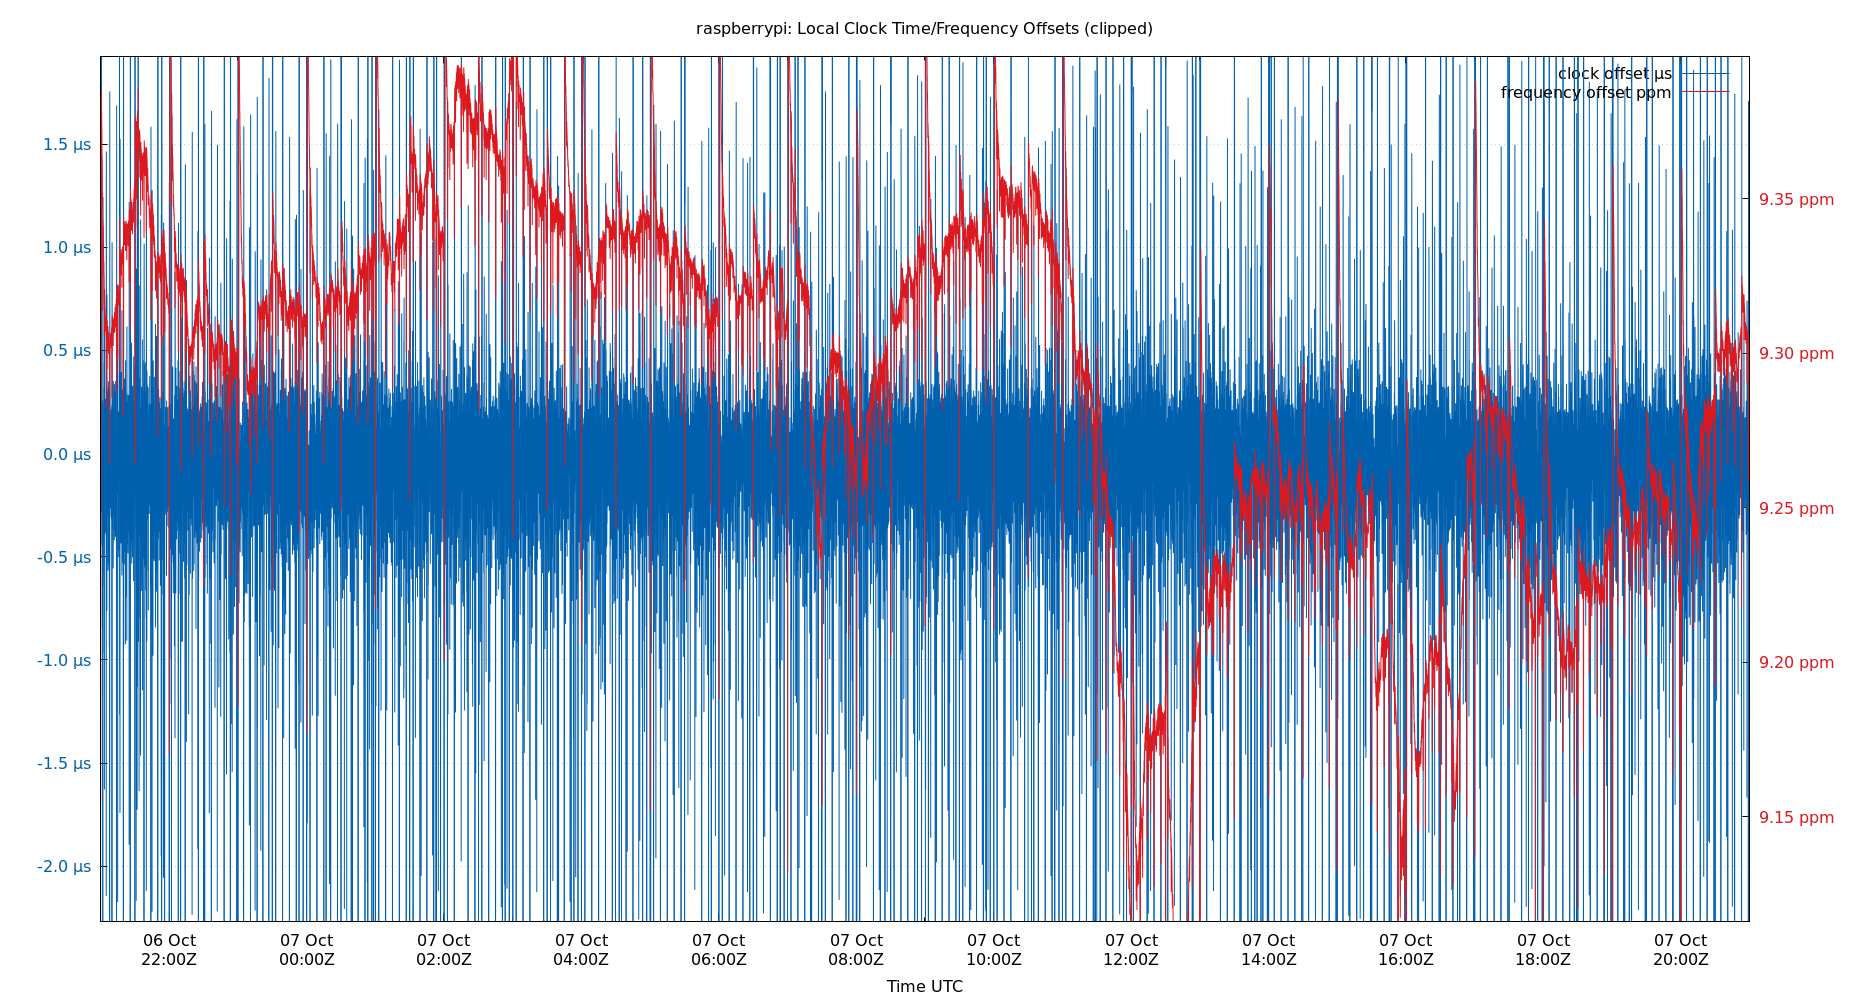 raspberrypi: Local Clock Time/Frequency Offsets (clipped)
clock offset µs
frequency offset ppm
1.5 µs
1.0 µs
0.5 µs
0.0 µs
-0.5 µs
-1.0 µs
-1.5 µs
-2.0 µs
9.35 ppm
9.30 ppm
9.25 ppm
9.20 ppm
9.15 ppm
06 Oct 07 Oct 07 Oct 07 Oct 07 Oct 07 Oct 07 Oct 07 Oct 07 Oct 07 Oct 07 Oct 07 Oct
22:00Z 00:00Z 02:00Z 04:00Z 06:00Z 08:00Z 10:00Z 12:00Z 14:00Z 16:00Z 18:00Z 20:00Z
Time UTC